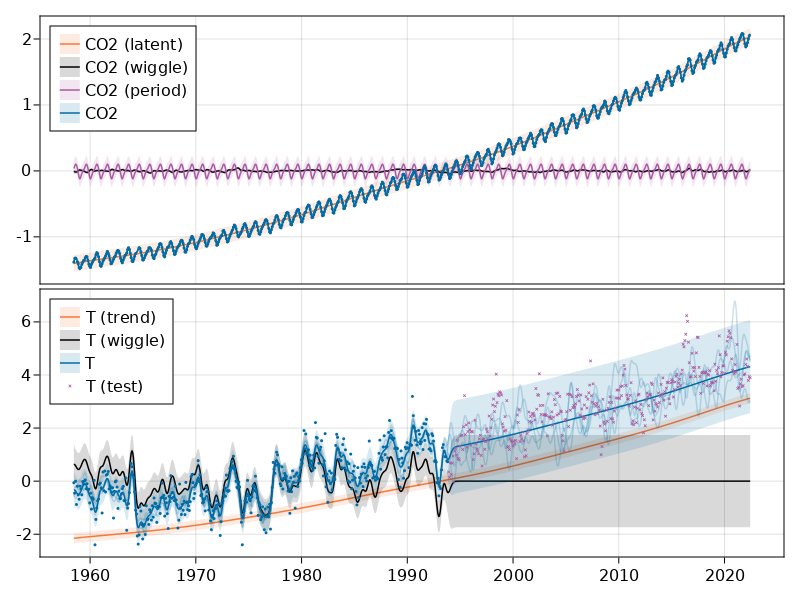 2
1
0
-1
CO2 (latent)
CO2 (wiggle)
CO2 (period)
CO2
6
4
2
0
-2
T (trend)
T (wiggle)
T
T (test)
1960 1970 1980 1990 2000 2010 2020